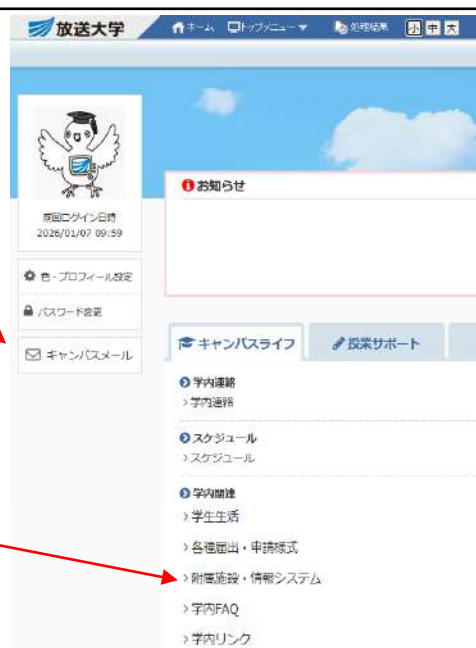 放送大学
ホーム トップメニュー 処理結果 小 中 大
お知らせ
前回ログイン日時
2026/01/07 09:59
色・プロフィール設定
パスワード変更
キャンパスメール
キャンパスライフ 授業サポート
学内連絡
学内連絡
スケジュール
スケジュール
学内関連
学生生活
各種届出・申請様式
附属施設・情報システム
学内FAQ
学内リンク